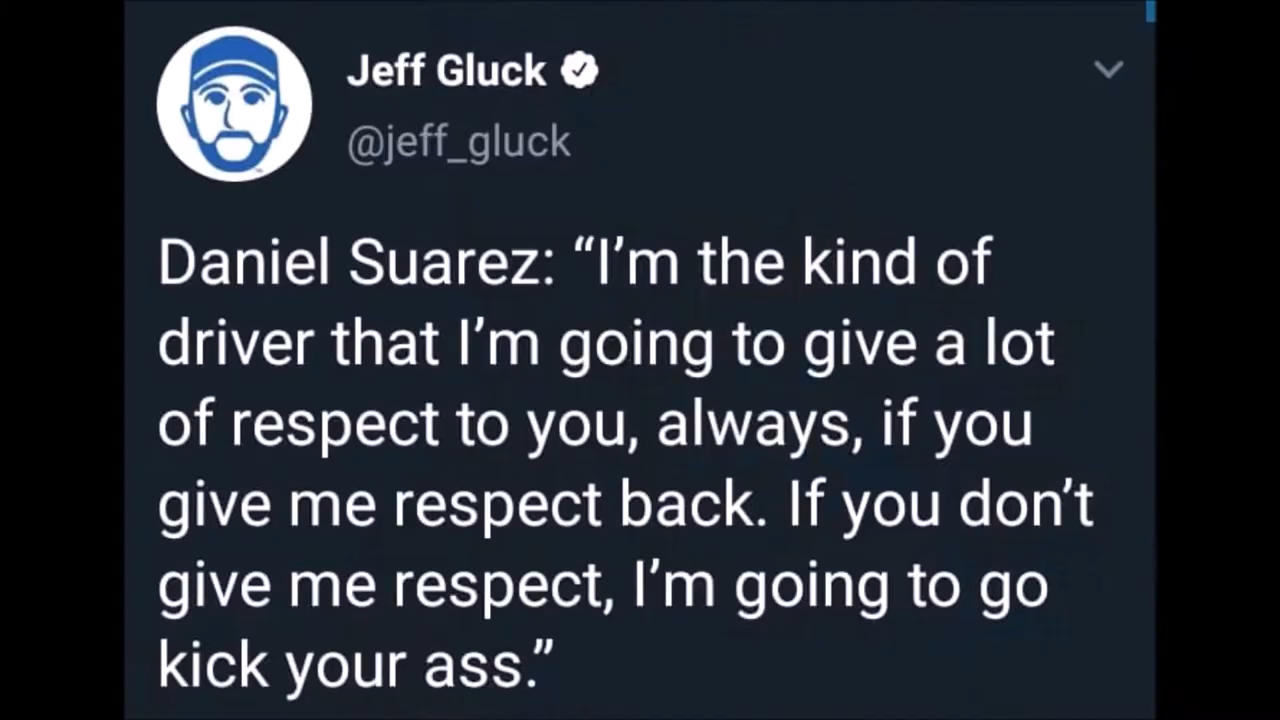 Jeff Gluck
@jeff_gluck
Daniel Suarez: “I’m the kind of
driver that I’m going to give a lot
of respect to you, always, if you
give me respect back. If you don’t
give me respect, I’m going to go
kick your ass.”